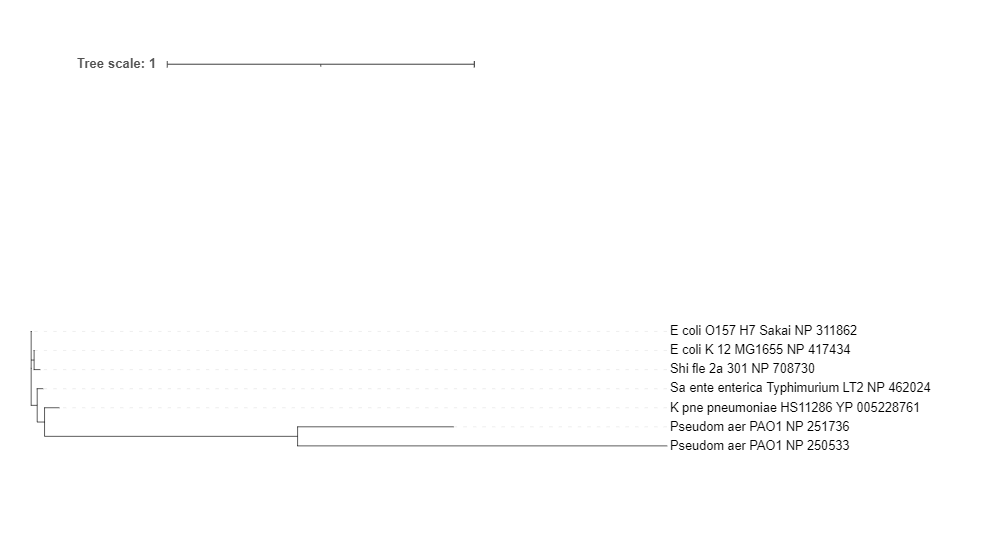 Tree scale: 1
E coli O157 H7 Sakai NP 311862
E coli K 12 MG1655 NP 417434
Shi fle 2a 301 NP 708730
Sa ente enterica Typhimurium LT2 NP 462024
K pne pneumoniae HS11286 YP 005228761
Pseudom aer PAO1 NP 251736
Pseudom aer PAO1 NP 250533